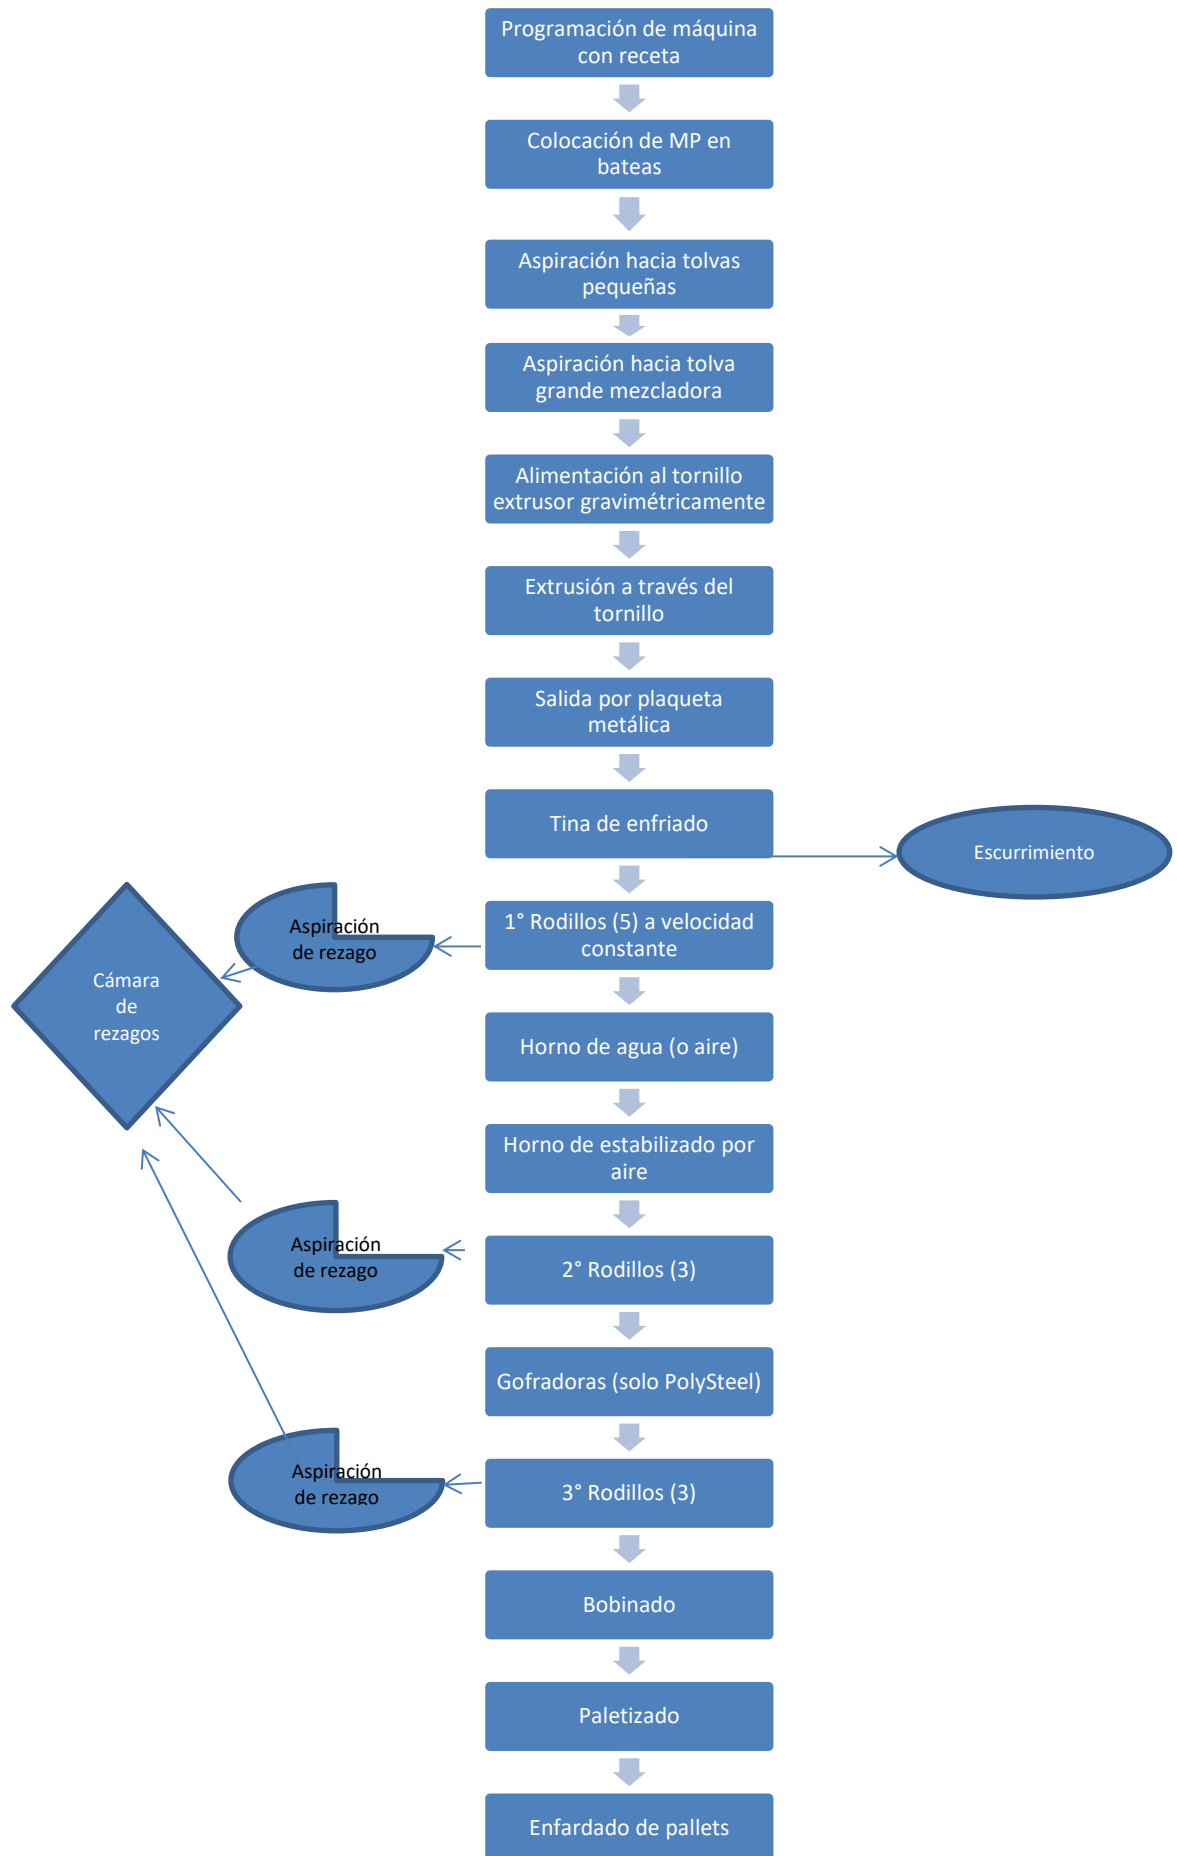 Programación de máquina
con receta
Colocación de MP en
bateas
Aspiración hacia tolvas
pequeñas
Aspiración hacia tolva
grande mezcladora
Alimentación al tornillo
extrusor gravimétricamente
Extrusión a través del
tornillo
Salida por plaqueta
metálica
Tina de enfriado
Escurrimiento
1° Rodillos (5) a velocidad
constante
Aspiración
de rezago
Cámara
de
rezagos
Horno de agua (o aire)
Horno de estabilizado por
aire
2° Rodillos (3)
Aspiración
de rezago
Gofradoras (solo PolySteel)
3° Rodillos (3)
Aspiración
de rezago
Bobinado
Paletizado
Enfardado de pallets